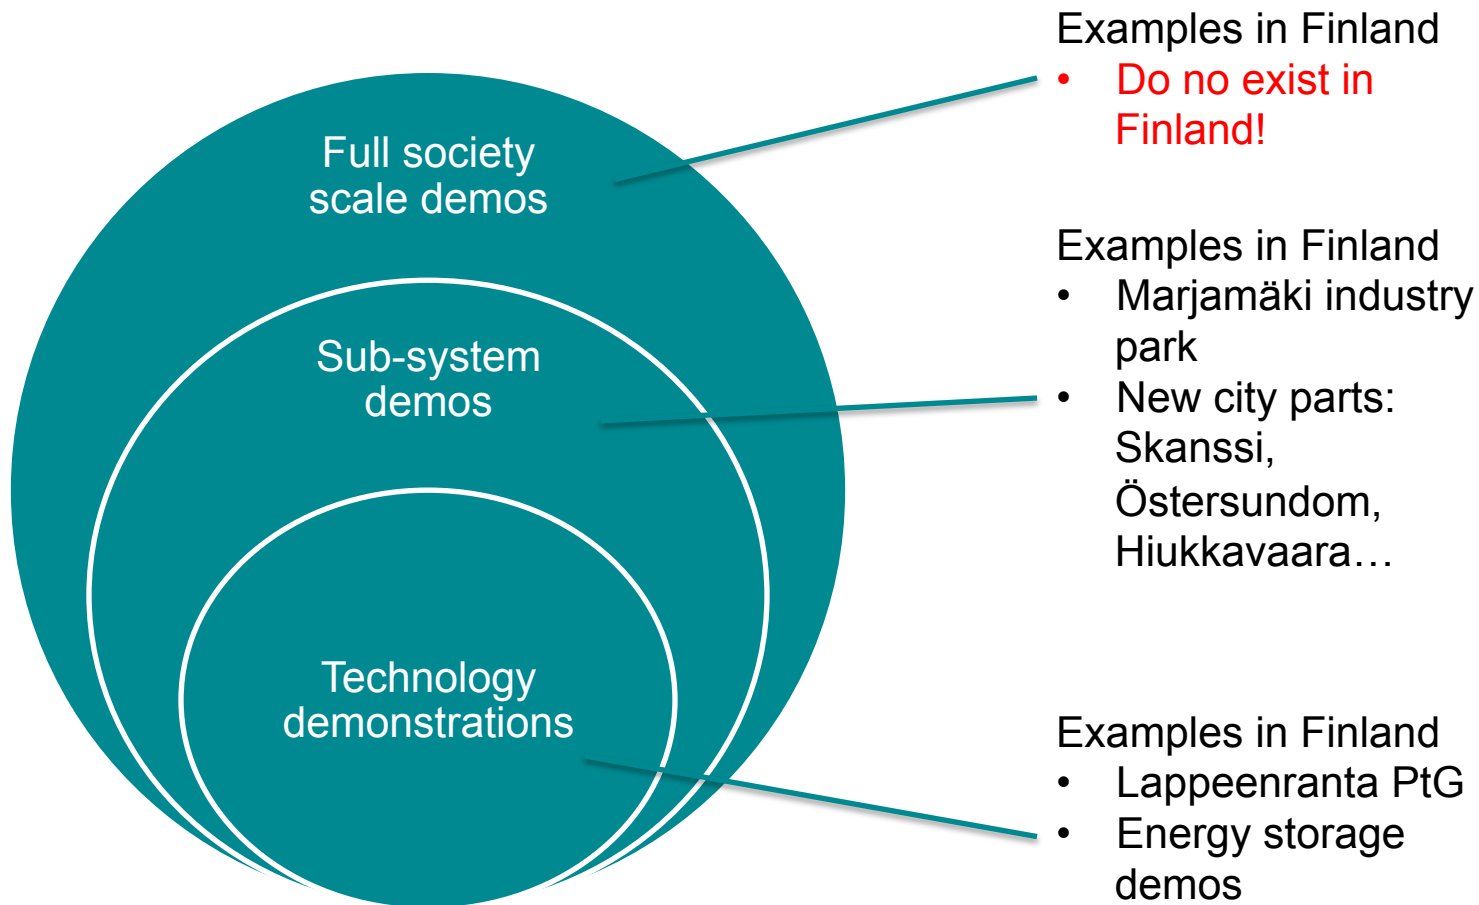 Full society
scale demos
Sub-system
demos
Technology
demonstrations
Examples in Finland
• Do no exist in
Finland!
Examples in Finland
• Marjamäki industry
park
• New city parts:
Skanssi,
Östersundom,
Hiukkavaara…
Examples in Finland
• Lappeenranta PtG
• Energy storage
demos